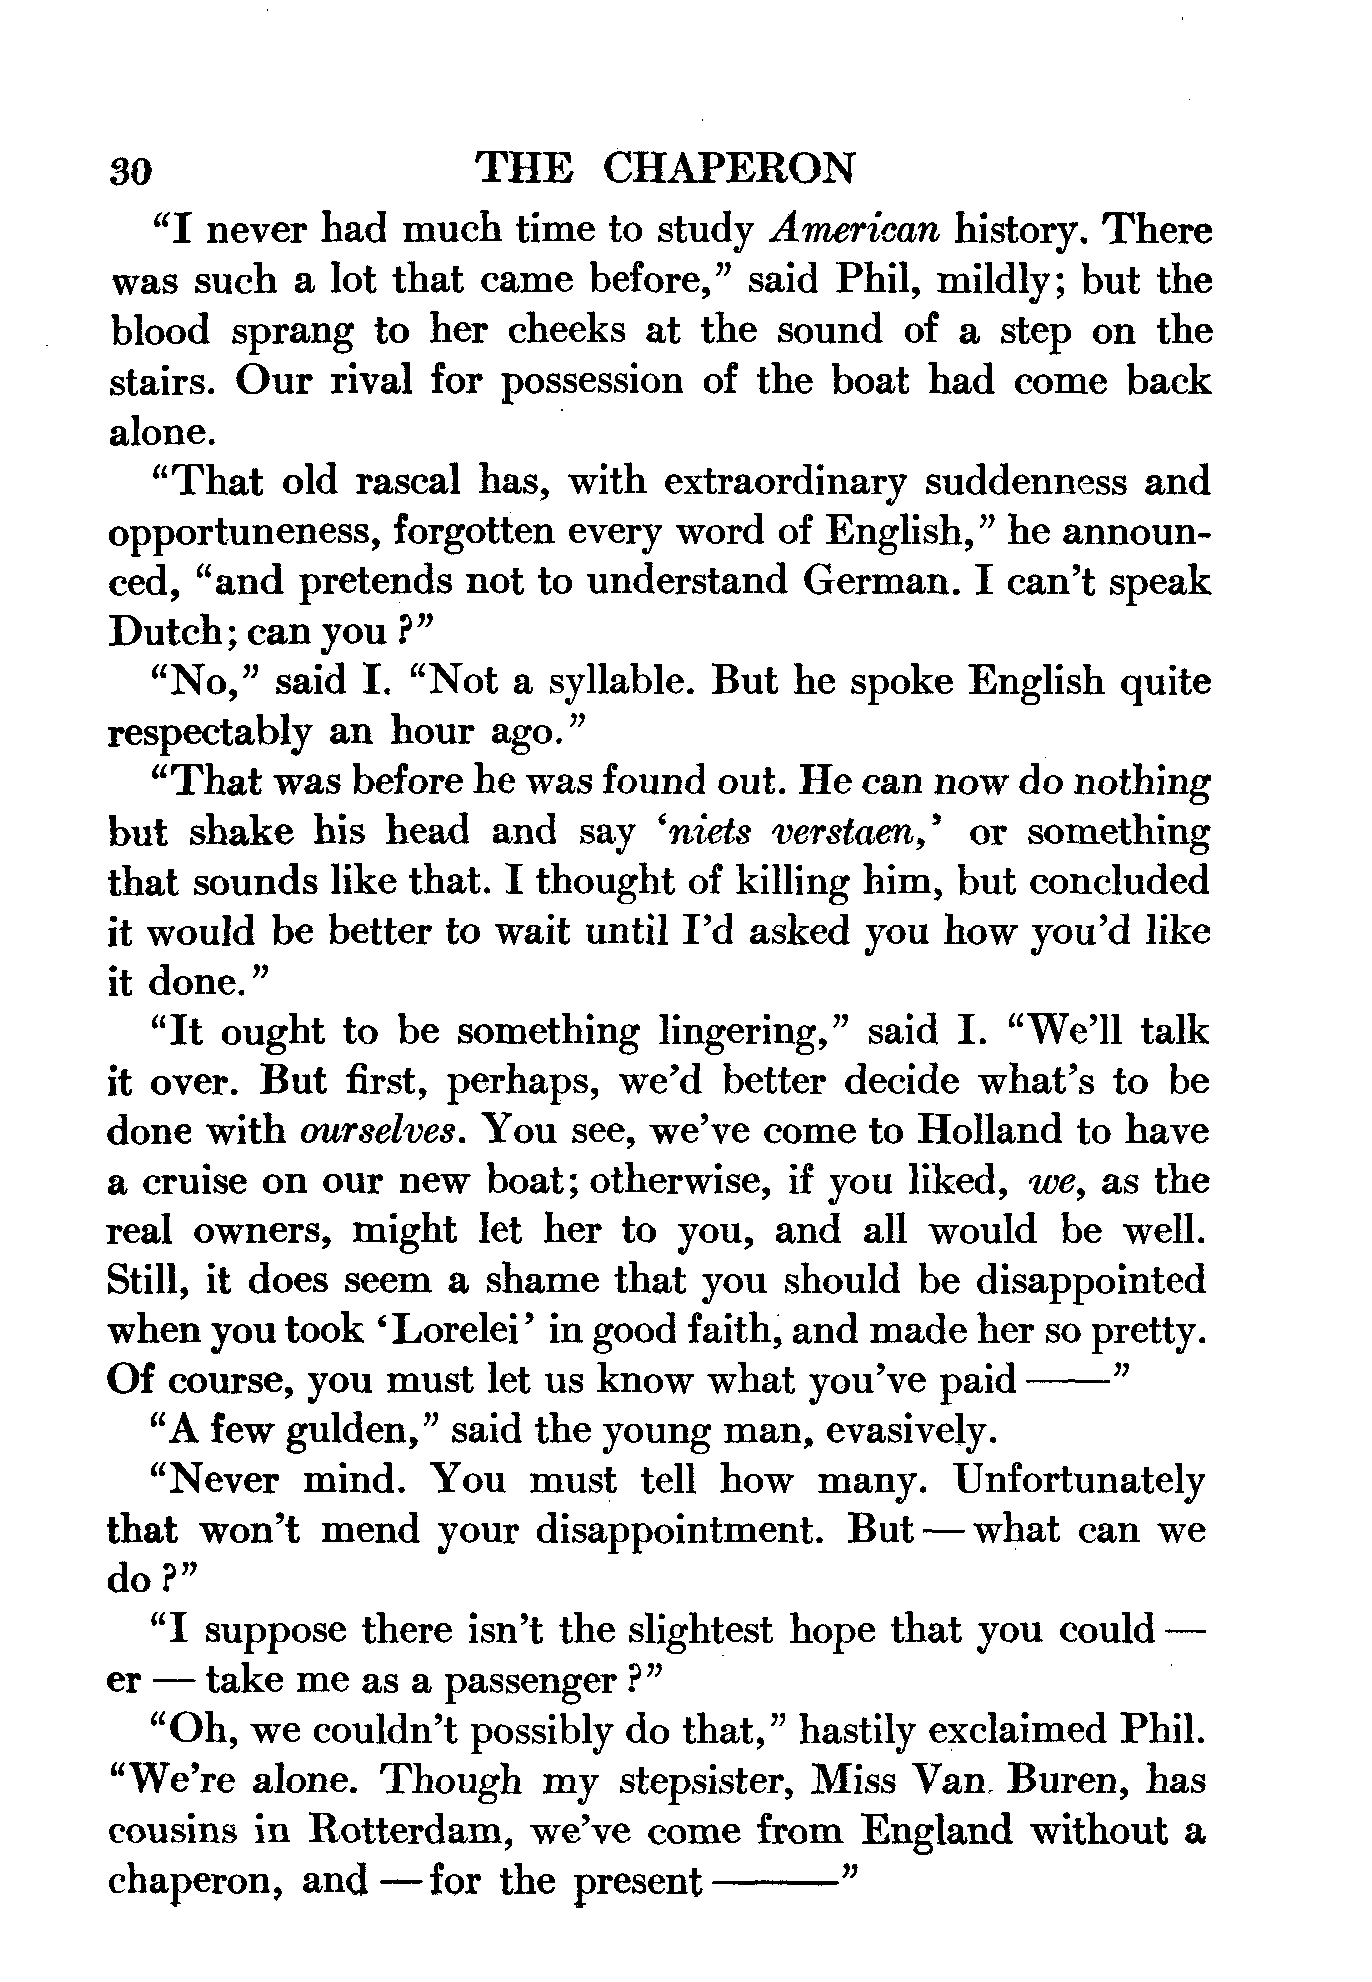 30 THE CHAPERON
"I never had much time to study American history. There
was such a lot that came before," said Phil, mildly; but the
blood sprang to her cheeks at the sound of a step on the
stairs. Our rival for possession of the boat had come back
alone.
"That old rascal has, with extraordinary suddenness and
opportuneness, forgotten every word of English," he announ-
ced, "and pretends not to understand German. I can't speak
Dutch; can you ?"
"No," said I. "Not a syllable. But he spoke English quite
respectably an hour ago."
"That was before he was found out. He can now do nothing
but shake his head and say 'niets verstaen,' or something
that sounds like that. I thought of killing him, but concluded
it would be better to wait until I'd asked you how you'd like
it done."
"It ought to be something lingering," said I. "We'll talk
it over. But first, perhaps, we'd better decide what's to be
done with ourselves. You see, we've come to Holland to have
a cruise on our new boat; otherwise, if you liked, we, as the
real owners, might let her to you, and all would be well.
Still, it does seem a shame that you should be disappointed
when you took 'Lorelei' in good faith, and made her so pretty.
Of course, you must let us know what you've paid ——"
"A few gulden," said the young man, evasively.
"Never mind. You must tell how many. Unfortunately
that won't mend your disappointment. But — what can we
do ?"
"I suppose there isn't the slightest hope that you could —
er — take me as a passenger ?"
"Oh, we couldn't possibly do that," hastily exclaimed Phil.
"We're alone. Though my stepsister, Miss Van Buren, has
cousins in Rotterdam, we've come from England without a
chaperon, and — for the present ———"